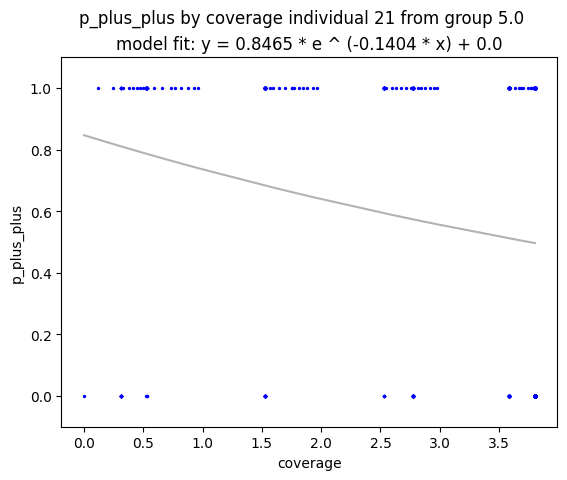 p_plus_plus by coverage individual 21 from group 5.0
model fit: y = 0.8465 * e ^ (-0.1404 * x) + 0.0
1.0
0.8
0.6
0.4
0.2
0.0
p_plus_plus
0.0 0.5 1.0 1.5 2.0 2.5 3.0 3.5
coverage